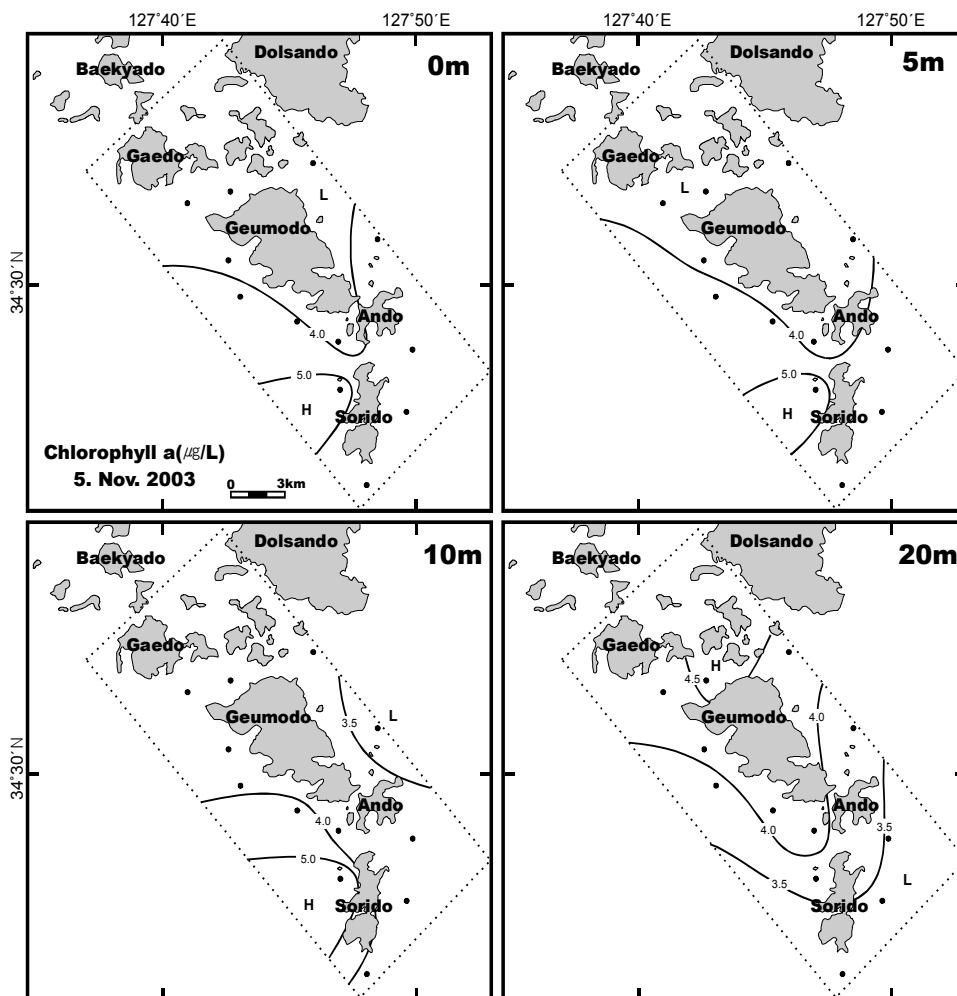 127°40´ 127°50´ 127°40´ 127°50´
Dolsando
Baekyado
0m
Gaedo
L
Geumodo
34°30´N
Ando
4.0
5.0
H
Sorido
Chlorophyll a(㎍/L)
5. Nov. 2003
0 3km
Dolsando
Baekyado
5m
Gaedo
L
Geumodo
Ando
4.0
5.0
H
Sorido
Dolsando
10m
Baekyado
Gaedo
Geumodo
3.5
L
34°30´N
Ando
4.0
5.0
H
Sorido
Dolsando
20m
Baekyado
Gaedo
H
4.5
Geumodo
4.0
Ando
4.0
3.5
3.5
L
Sorido